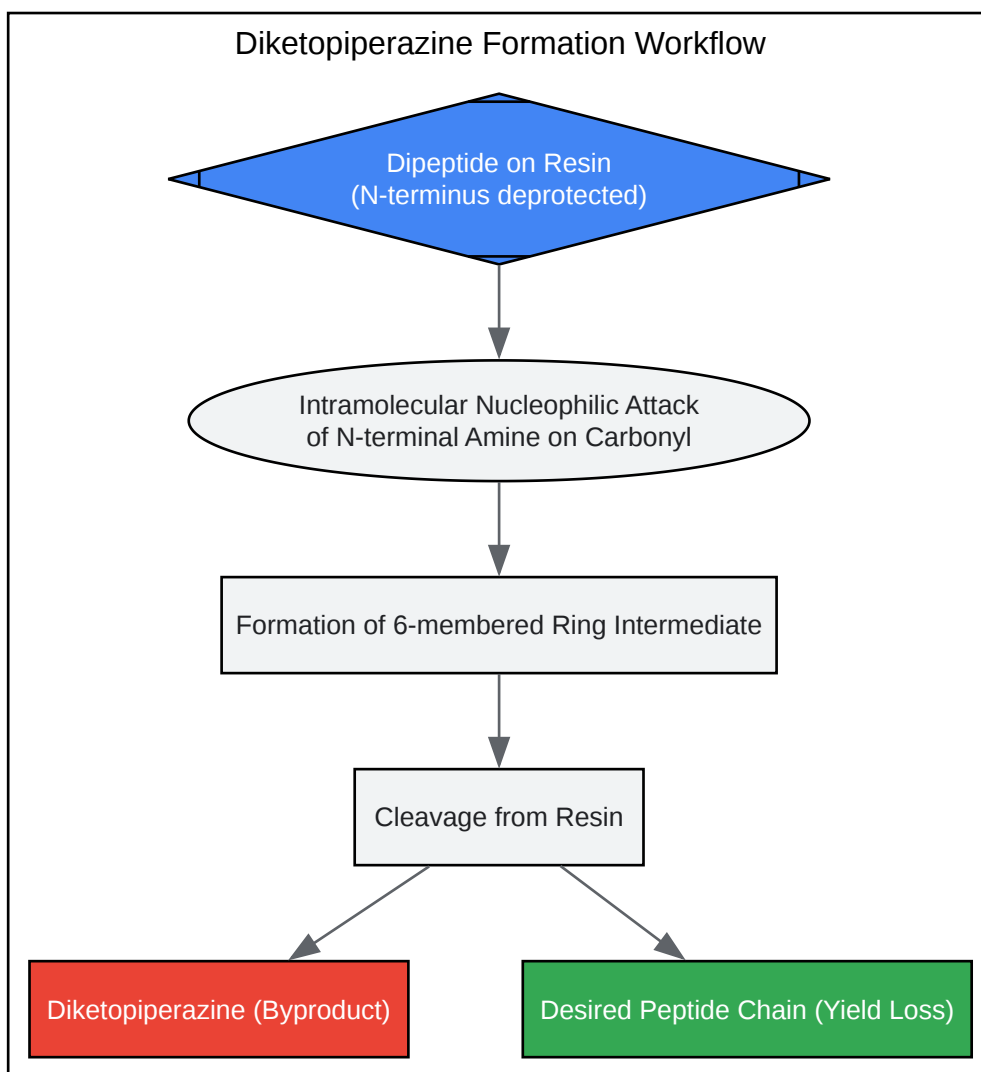 Diketopiperazine Formation Workflow
Dipeptide on Resin
(N-terminus deprotected)
Intramolecular Nucleophilic Attack
of N-terminal Amine on Carbonyl
Formation of 6-membered Ring Intermediate
Cleavage from Resin
Diketopiperazine (Byproduct)
Desired Peptide Chain (Yield Loss)